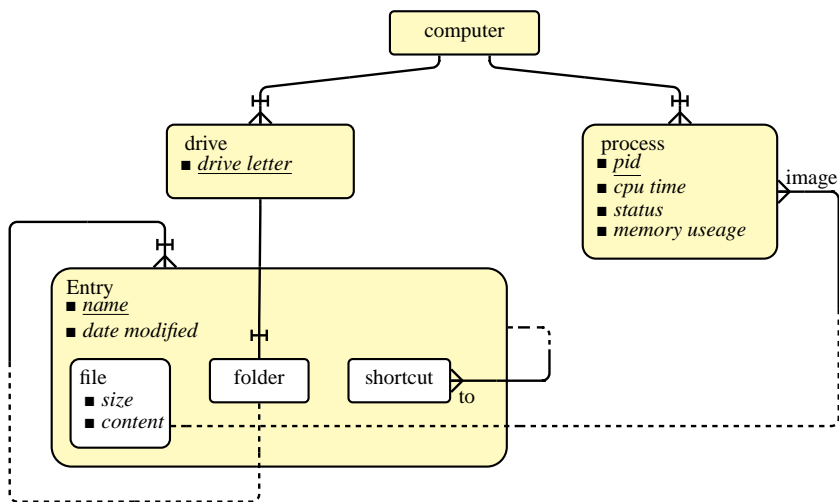 computer
drive
■ drive letter
process
■ pid
■ cpu time
■ status
■ memory useage
image
Entry
■ name
■ date modified
file
■ size
■ content
folder
shortcut
to